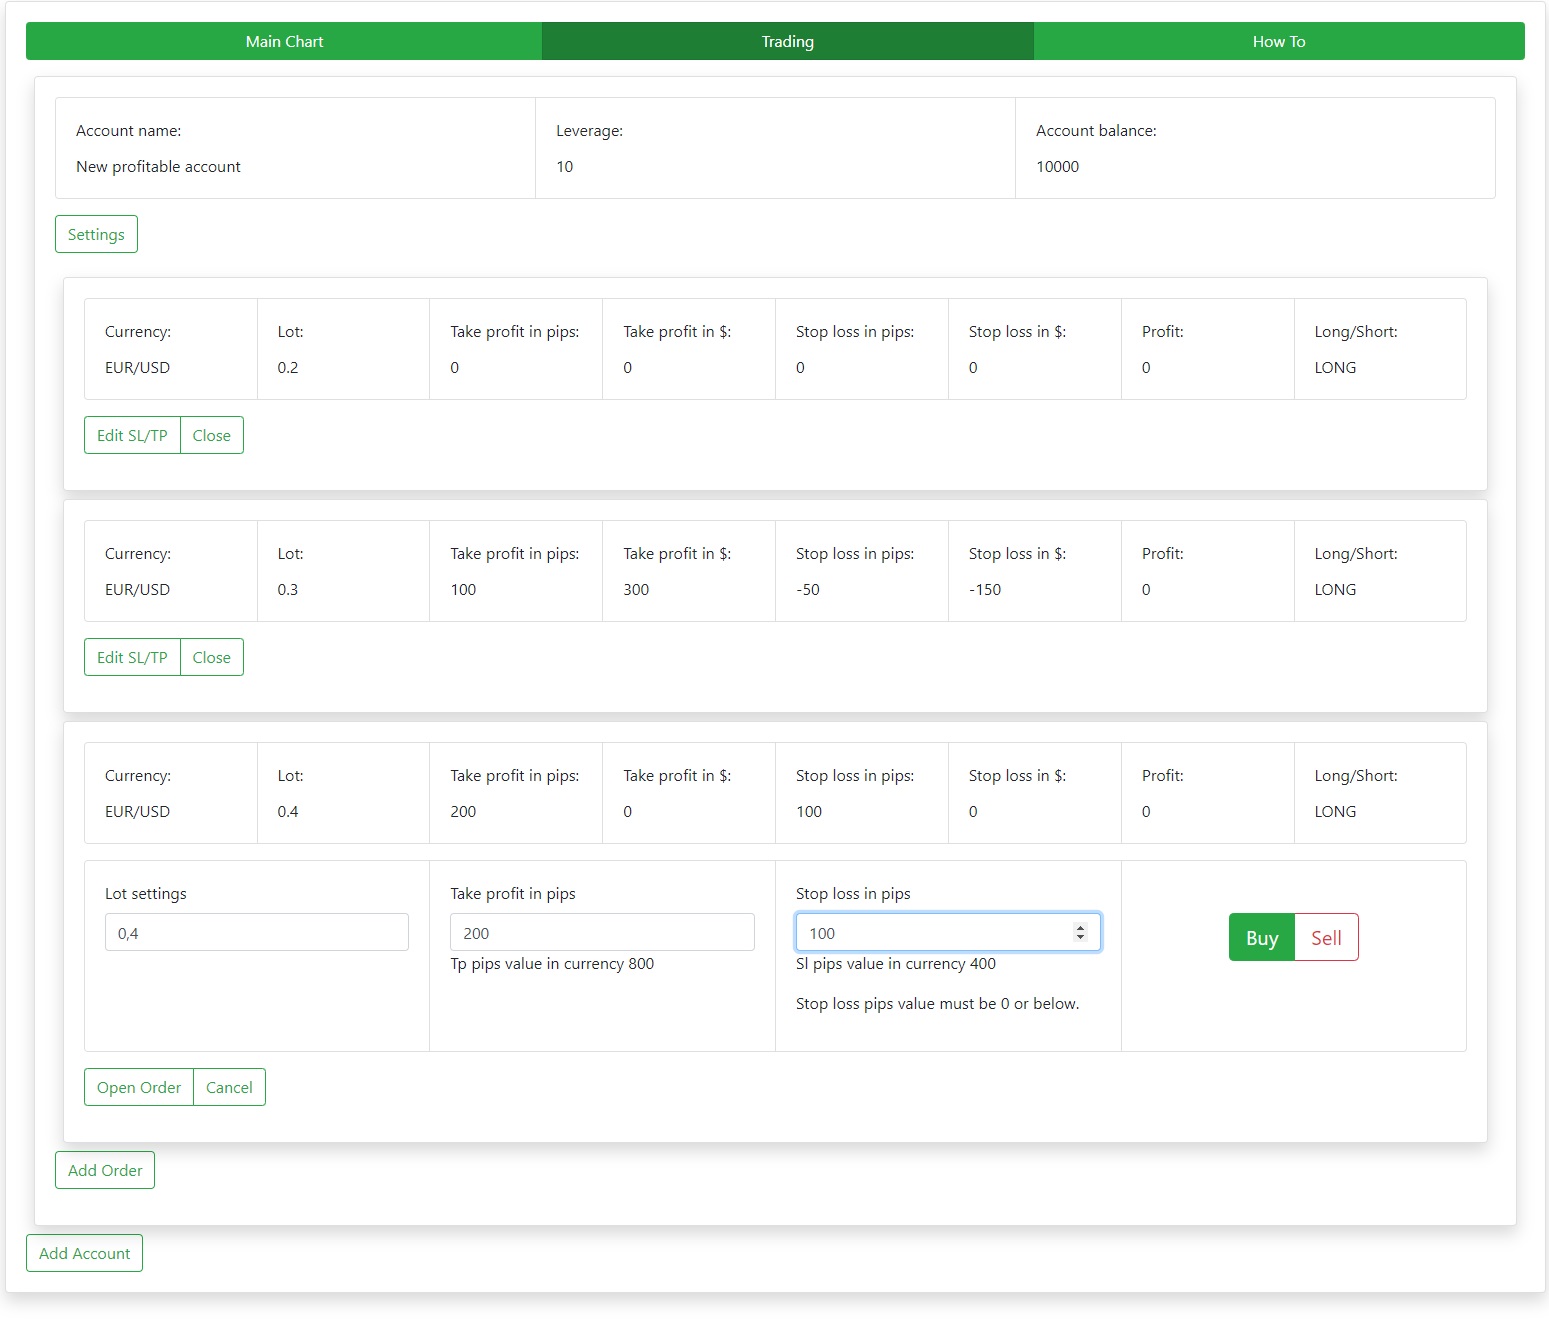 Main Chart Trading How To
Account name: Leverage: Account balance:
New profitable account 10 10000
Settings
Currency: Lot: Take profit in pips: Take profit in $: Stop loss in pips: Stop loss in $: Profit: Long/Short:
EUR/USD 0.2 0 0 0 0 0 LONG
Edit SL/TP Close
Currency: Lot: Take profit in pips: Take profit in $: Stop loss in pips: Stop loss in $: Profit: Long/Short:
EUR/USD 0.3 100 300 -50 -150 0 LONG
Edit SL/TP Close
Currency: Lot: Take profit in pips: Take profit in $: Stop loss in pips: Stop loss in $: Profit: Long/Short:
EUR/USD 0.4 200 0 100 0 0 LONG
Lot settings Take profit in pips Stop loss in pips
0,4 200 100 Buy Sell
Tp pips value in currency 800 Sl pips value in currency 400
Stop loss pips value must be 0 or below.
Open Order Cancel
Add Order
Add Account